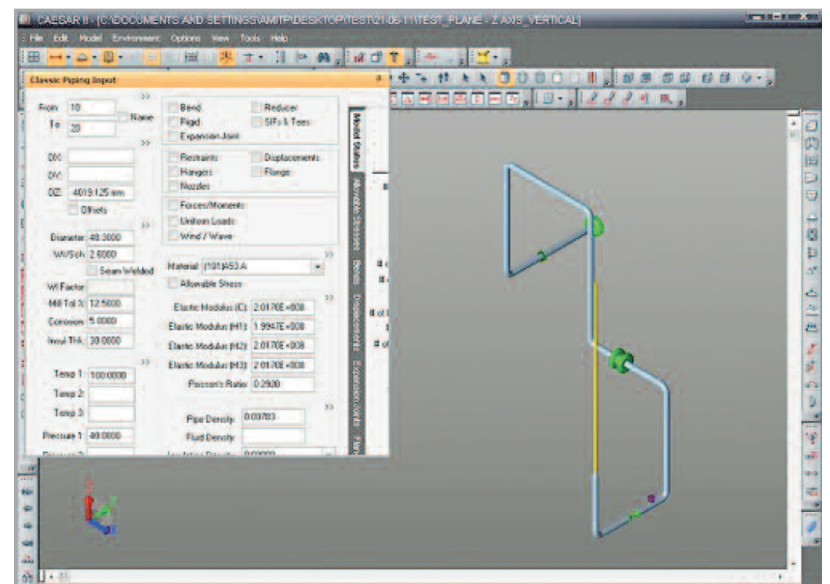 CAESAR II - [C:\DOCUMENTS AND SETTINGS\AMITP\DESKTOP\TEST\21-06-11\TEST_PLANE - Z AXIS_VERTICAL]
File Edit Model Environment Options View Tools Help
Classic Piping Input
>>
From: 10
To: 20
Name
>>
DX:
DY:
DZ: 4019.125 mm
Offsets
>>
Diameter: 48.3000
Wt/Sch: 2.6000
Seam Welded
Wl Factor:
Mill Tol %: 12.5000
Corrosion: 5.0000
Insul Thk: 30.0000
>>
Temp 1: 100.0000
Temp 2:
Temp 3:
Pressure 1: 40.0000
Bend Reducer
Rigid SIFs & Tees
Expansion Joint
Restraints Displacements
Hangers Flange
Nozzles
Forces/Moments
Uniform Loads
Wind / Wave
Material: (101)A53 A
Allowable Stress
>>
Elastic Modulus (C): 2.0170E+008
Elastic Modulus (H1): 1.9947E+008
Elastic Modulus (H2): 2.0170E+008
Elastic Modulus (H3): 2.0170E+008
Poisson's Ratio: 0.2920
>>
Pipe Density: 0.00783
Fluid Density:
Model Status
Allowable Stresses
Bends
Displacements
Expansion Joints